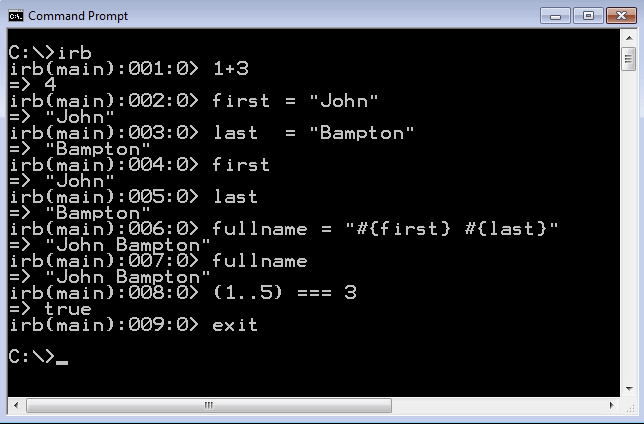 Command Prompt
C:\>irb
irb(main):001:0> 1+3
=> 4
irb(main):002:0> first = "John"
=> "John"
irb(main):003:0> last  = "Bampton"
=> "Bampton"
irb(main):004:0> first
=> "John"
irb(main):005:0> last
=> "Bampton"
irb(main):006:0> fullname = "#{first} #{last}"
=> "John Bampton"
irb(main):007:0> fullname
=> "John Bampton"
irb(main):008:0> (1..5) === 3
=> true
irb(main):009:0> exit
C:\>_